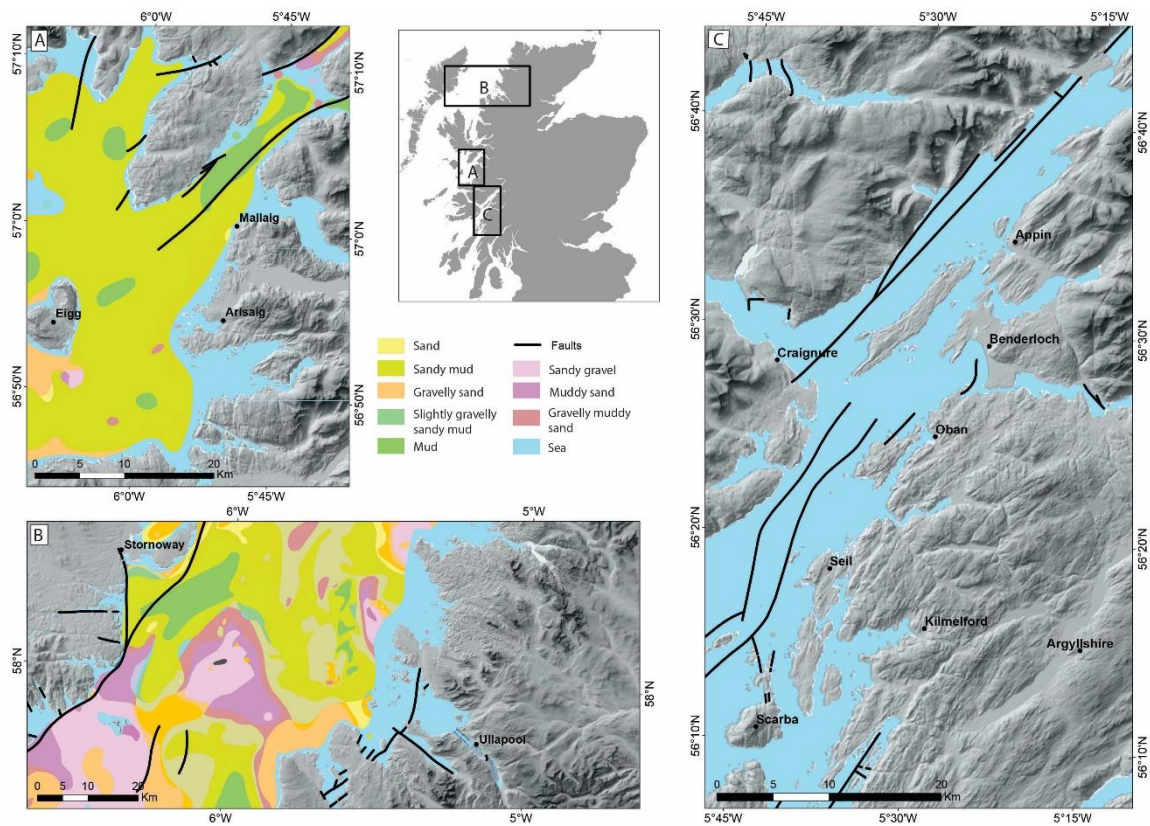 A
6°0'W
5°45'W
57°10'N
57°10'N
57°0'N
57°0'N
56°50'N
56°50'N
Mallaig
Eigg
Arisaig
0 5 10 20
Km
6°0'W
5°45'W
B
A
C
Sand
Sandy mud
Gravelly sand
Slightly gravelly
sandy mud
Mud
Faults
Sandy gravel
Muddy sand
Gravelly muddy
sand
Sea
B
6°W
5°W
Stornoway
58°N
58°N
Ullapool
0 5 10 20
Km
6°W
5°W
C
5°45'W
5°30'W
5°15'W
56°40'N
56°40'N
Appin
56°30'N
56°30'N
Benderloch
Craignure
Oban
56°20'N
56°20'N
Seil
Kilmelford
Argyllshire
Scarba
56°10'N
56°10'N
0 5 10 20
Km
5°45'W
5°30'W
5°15'W